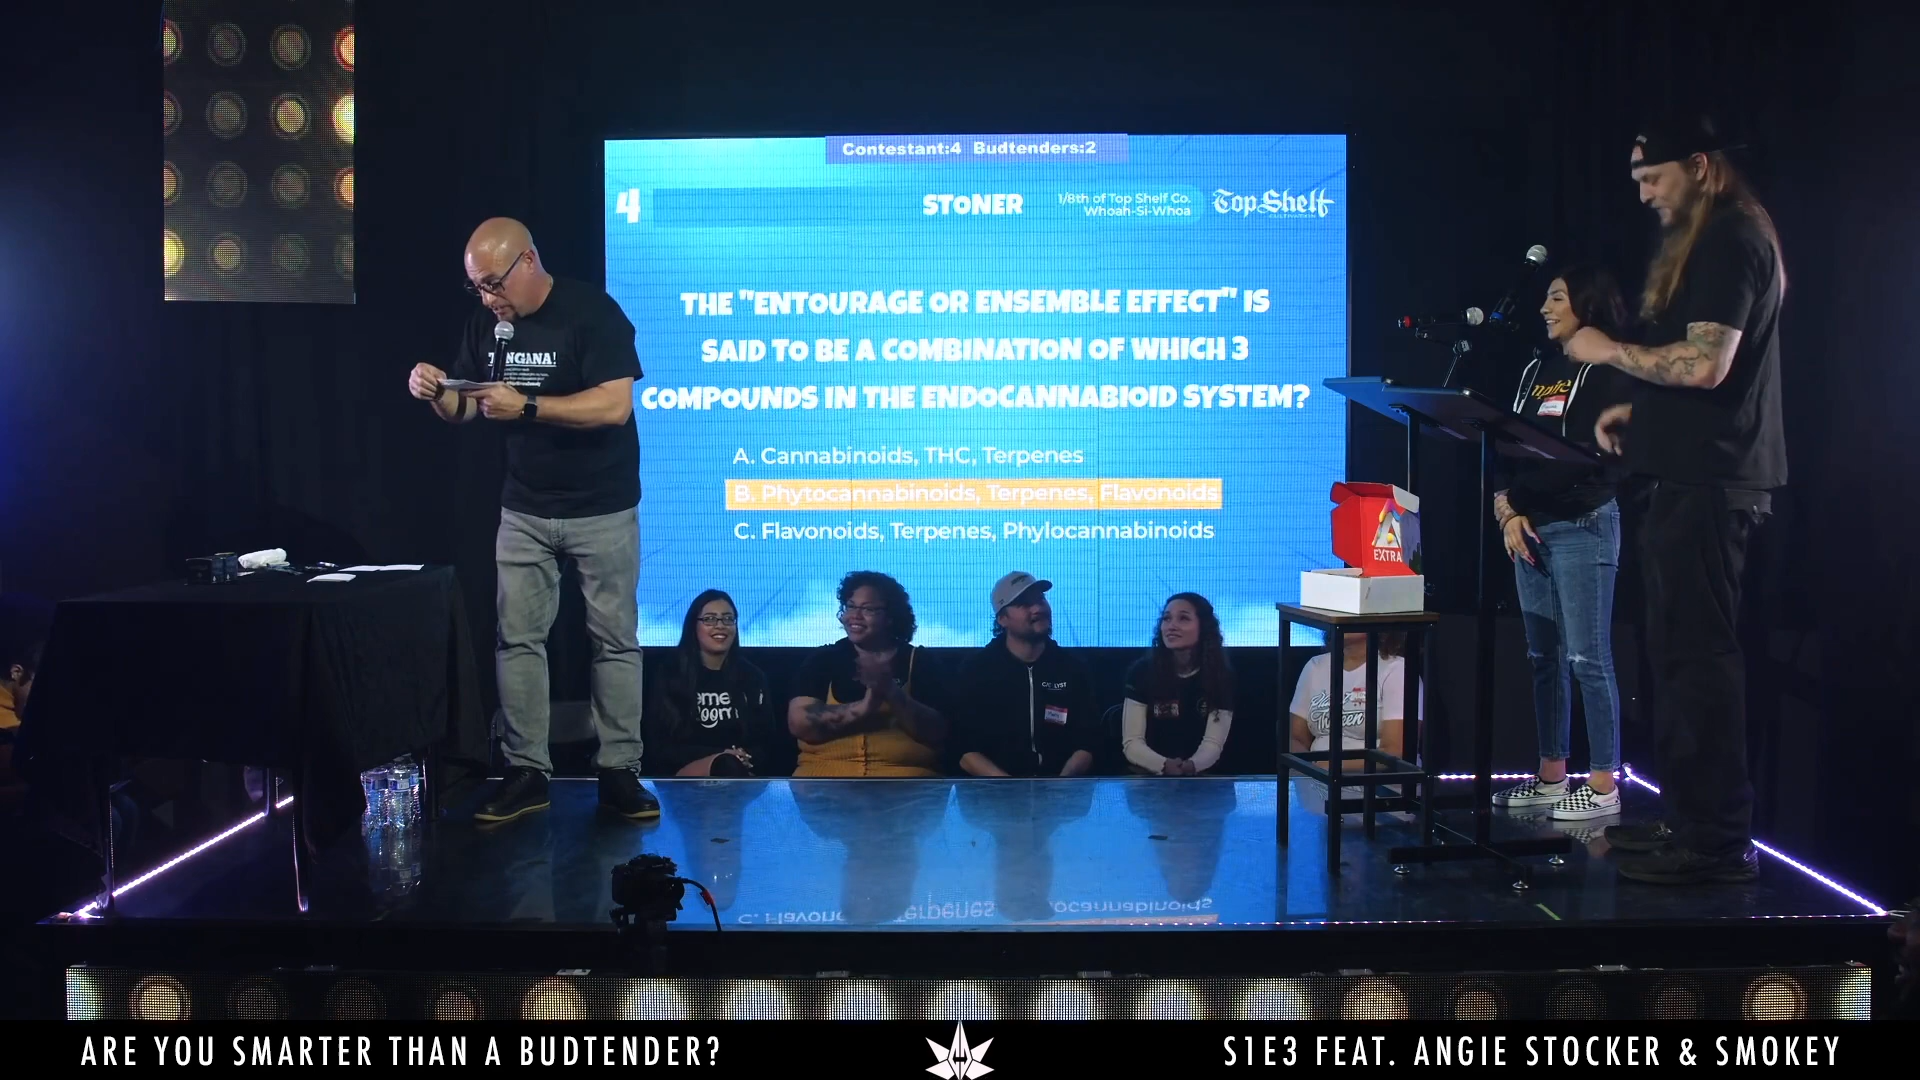 Contestant:4 Budtenders:2
4
STONER
1/8th of Top Shelf Co.
Whoah-Si-Whoa
Top Shelf
THE "ENTOURAGE OR ENSEMBLE EFFECT" IS
SAID TO BE A COMBINATION OF WHICH 3
COMPOUNDS IN THE ENDOCANNABIOID SYSTEM?
A. Cannabinoids, THC, Terpenes
B. Phytocannabinoids, Terpenes, Flavonoids
C. Flavonoids, Terpenes, Phylocannabinoids
NGANA!
EXTRA
ARE YOU SMARTER THAN A BUDTENDER?
S1E3 FEAT. ANGIE STOCKER & SMOKEY